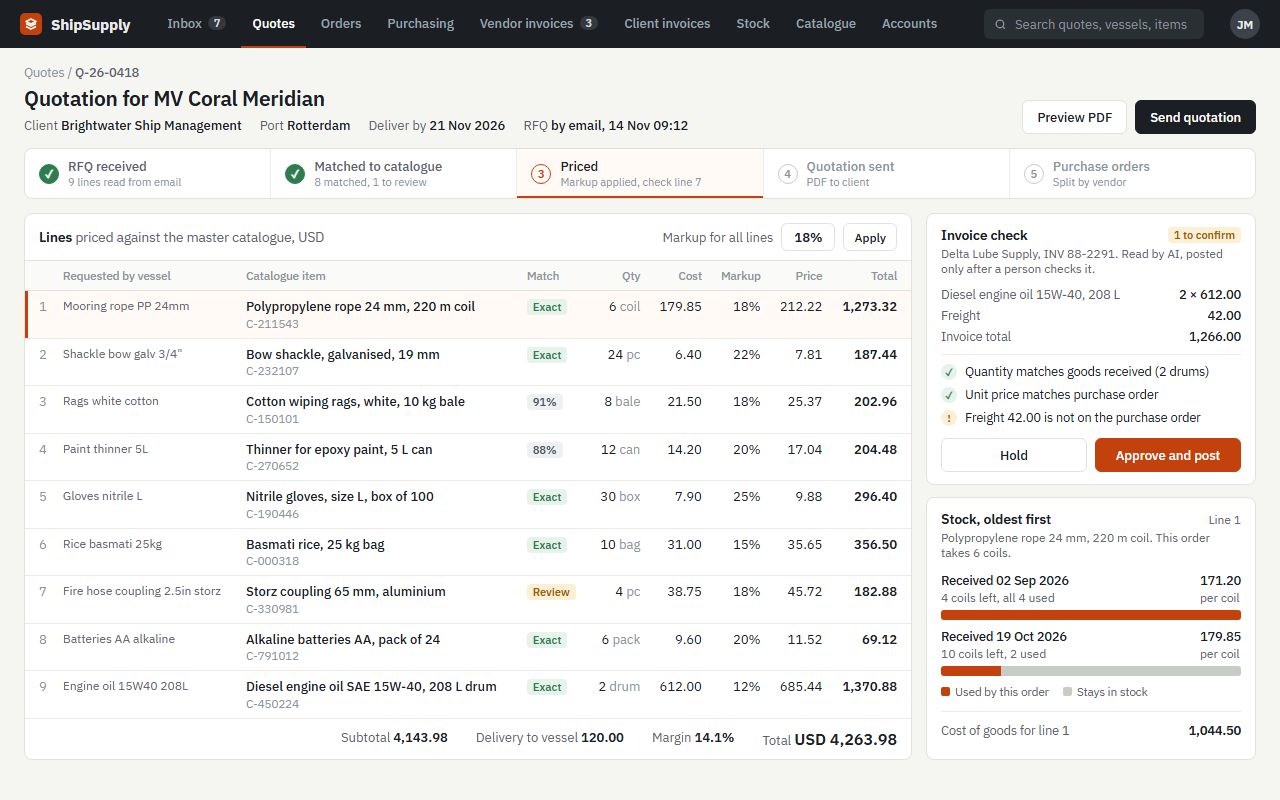 ShipSupply
Inbox 7 Quotes Orders Purchasing Vendor invoices 3 Client invoices Stock Catalogue Accounts
Search quotes, vessels, items
JM
Quotes / Q-26-0418
Quotation for MV Coral Meridian
Client Brightwater Ship Management Port Rotterdam Deliver by 21 Nov 2026 RFQ by email, 14 Nov 09:12
Preview PDF Send quotation
RFQ received
9 lines read from email
Matched to catalogue
8 matched, 1 to review
3 Priced
Markup applied, check line 7
4 Quotation sent
PDF to client
5 Purchase orders
Split by vendor
Lines priced against the master catalogue, USD
Markup for all lines 18% Apply
Requested by vessel Catalogue item Match Qty Cost Markup Price Total
1 Mooring rope PP 24mm Polypropylene rope 24 mm, 220 m coil Exact 6 coil 179.85 18% 212.22 1,273.32
C-211543
2 Shackle bow galv 3/4" Bow shackle, galvanised, 19 mm Exact 24 pc 6.40 22% 7.81 187.44
C-232107
3 Rags white cotton Cotton wiping rags, white, 10 kg bale 91% 8 bale 21.50 18% 25.37 202.96
C-150101
4 Paint thinner 5L Thinner for epoxy paint, 5 L can 88% 12 can 14.20 20% 17.04 204.48
C-270652
5 Gloves nitrile L Nitrile gloves, size L, box of 100 Exact 30 box 7.90 25% 9.88 296.40
C-190446
6 Rice basmati 25kg Basmati rice, 25 kg bag Exact 10 bag 31.00 15% 35.65 356.50
C-000318
7 Fire hose coupling 2.5in storz Storz coupling 65 mm, aluminium Review 4 pc 38.75 18% 45.72 182.88
C-330981
8 Batteries AA alkaline Alkaline batteries AA, pack of 24 Exact 6 pack 9.60 20% 11.52 69.12
C-791012
9 Engine oil 15W40 208L Diesel engine oil SAE 15W-40, 208 L drum Exact 2 drum 612.00 12% 685.44 1,370.88
C-450224
Subtotal 4,143.98 Delivery to vessel 120.00 Margin 14.1% Total USD 4,263.98
Invoice check 1 to confirm
Delta Lube Supply, INV 88-2291. Read by AI, posted
only after a person checks it.
Diesel engine oil 15W-40, 208 L 2 × 612.00
Freight 42.00
Invoice total 1,266.00
Quantity matches goods received (2 drums)
Unit price matches purchase order
! Freight 42.00 is not on the purchase order
Hold Approve and post
Stock, oldest first Line 1
Polypropylene rope 24 mm, 220 m coil. This order
takes 6 coils.
Received 02 Sep 2026 171.20
4 coils left, all 4 used per coil
Received 19 Oct 2026 179.85
10 coils left, 2 used per coil
Used by this order Stays in stock
Cost of goods for line 1 1,044.50